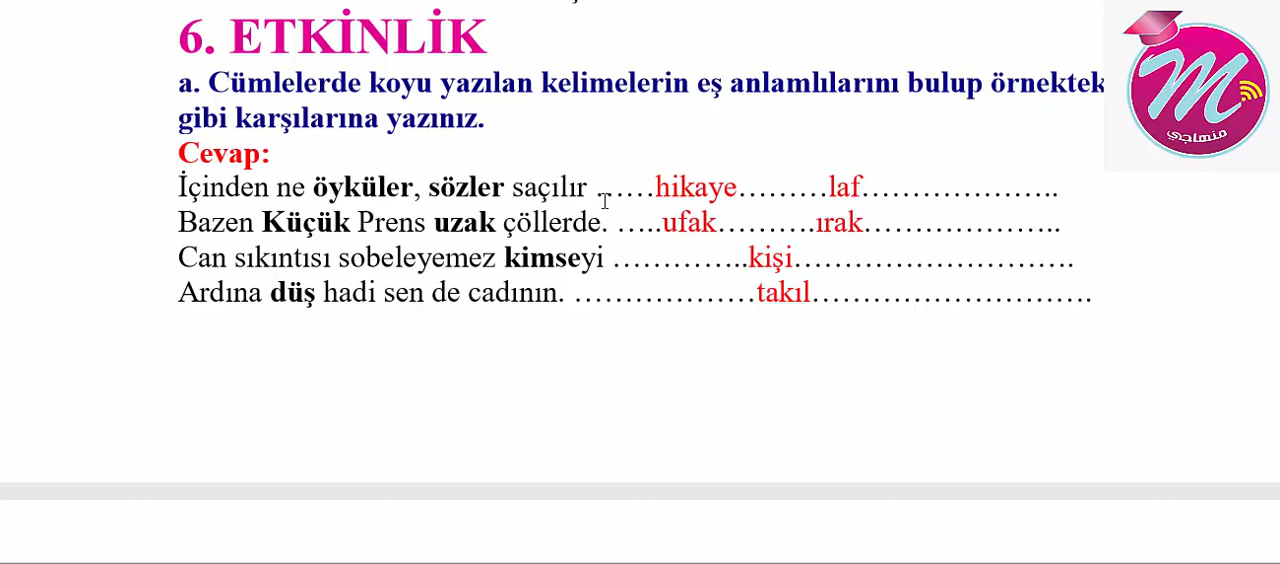 6. ETKİNLİK
a. Cümlelerde koyu yazılan kelimelerin eş anlamlılarını bulup örnektek
gibi karşılarına yazınız.
Cevap:
İçinden ne öyküler, sözler saçılır ……hikaye………laf………………..
Bazen Küçük Prens uzak çöllerde. …..ufak……….ırak………………..
Can sıkıntısı sobeleyemez kimseyi …………..kişi……………………….
Ardına düş hadi sen de cadının. ………………takıl……………………….
منهاجي